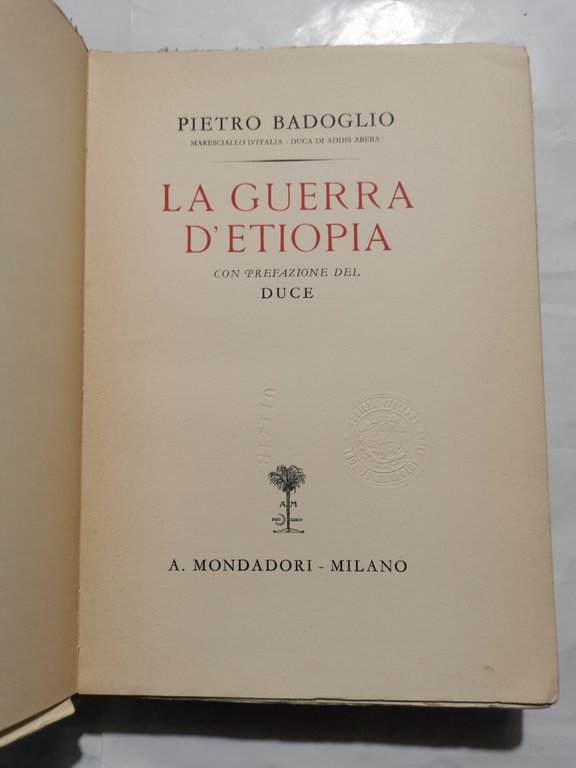 PIETRO BADOGLIO
MARESCIALLO D'ITALIA - DUCA DI ADDIS ABEBA
LA GUERRA
D'ETIOPIA
CON PREFAZIONE DEL
DUCE
A M
A. MONDADORI - MILANO